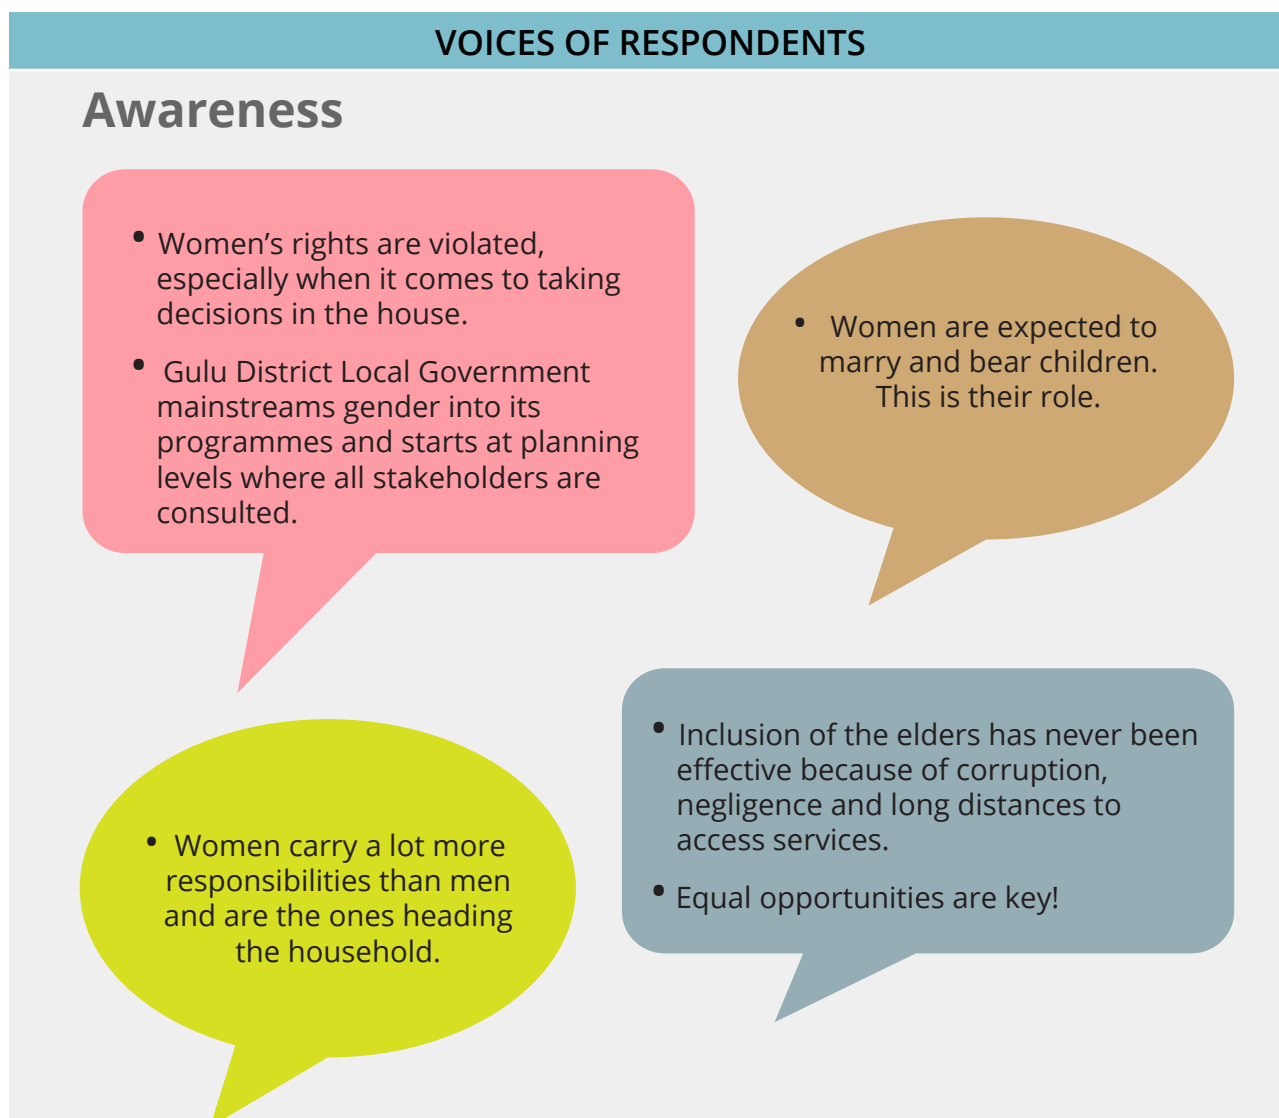 VOICES OF RESPONDENTS
Awareness
• Women’s rights are violated,
especially when it comes to taking
decisions in the house.
• Gulu District Local Government
mainstreams gender into its
programmes and starts at planning
levels where all stakeholders are
consulted.
• Women are expected to
marry and bear children.
This is their role.
• Women carry a lot more
responsibilities than men
and are the ones heading
the household.
• Inclusion of the elders has never been
effective because of corruption,
negligence and long distances to
access services.
• Equal opportunities are key!